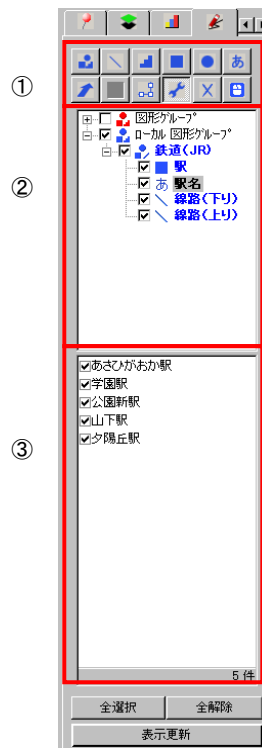 あ
①
X
図形ｸﾞﾙｰﾌﾟ
ﾛｰｶﾙ 図形ｸﾞﾙｰﾌﾟ
鉄道(JR)
②
駅
あ 駅名
線路(下り)
線路(上り)
あさひがおか駅
学園駅
公園新駅
山下駅
③
夕陽丘駅
5 件
全選択 全解除
表示更新